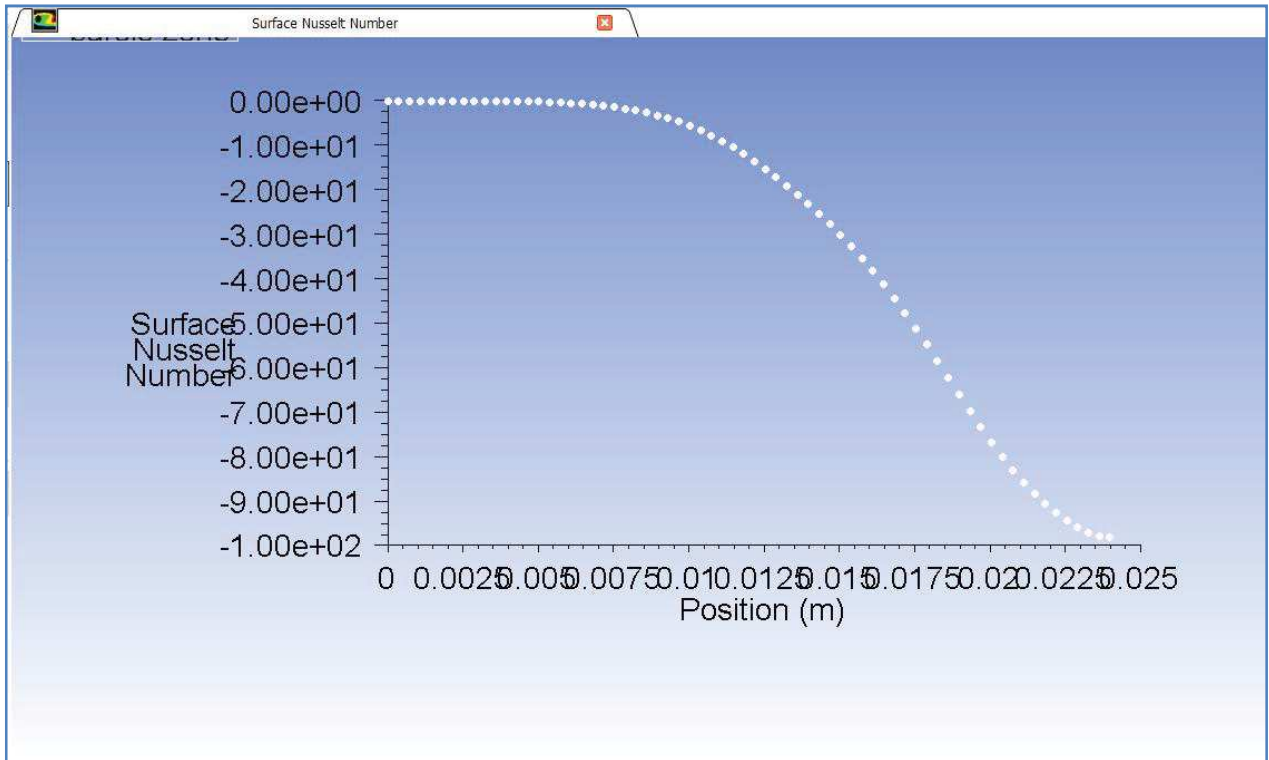 Surface Nusselt Number
0.00e+00
-1.00e+01
-2.00e+01
-3.00e+01
-4.00e+01
-5.00e+01
-6.00e+01
-7.00e+01
-8.00e+01
-9.00e+01
-1.00e+02
Surface
Nusselt
Number
0 0.0025 0.005 0.0075 0.01 0.0125 0.015 0.0175 0.02 0.0225 0.025
Position (m)